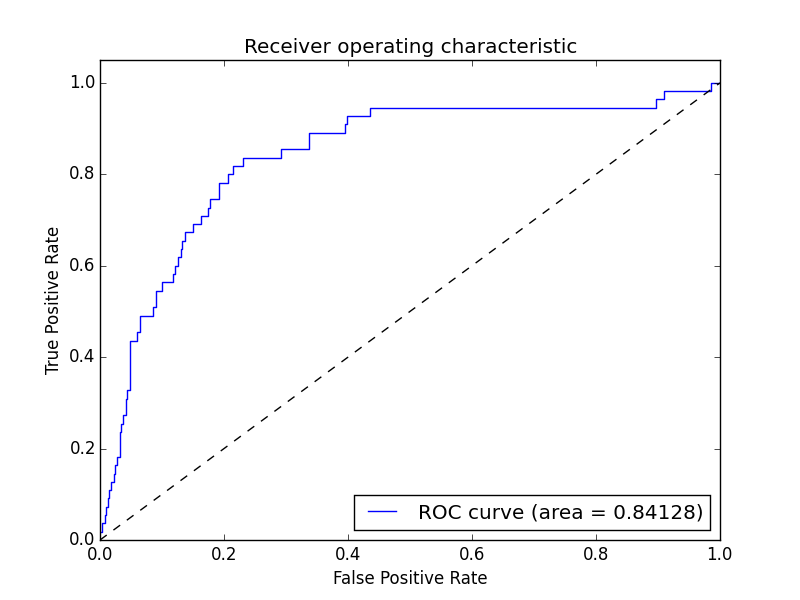 Receiver operating characteristic
1.0
0.8
0.6
0.4
0.2
0.0
True Positive Rate
ROC curve (area = 0.84128)
0.0 0.2 0.4 0.6 0.8 1.0
False Positive Rate